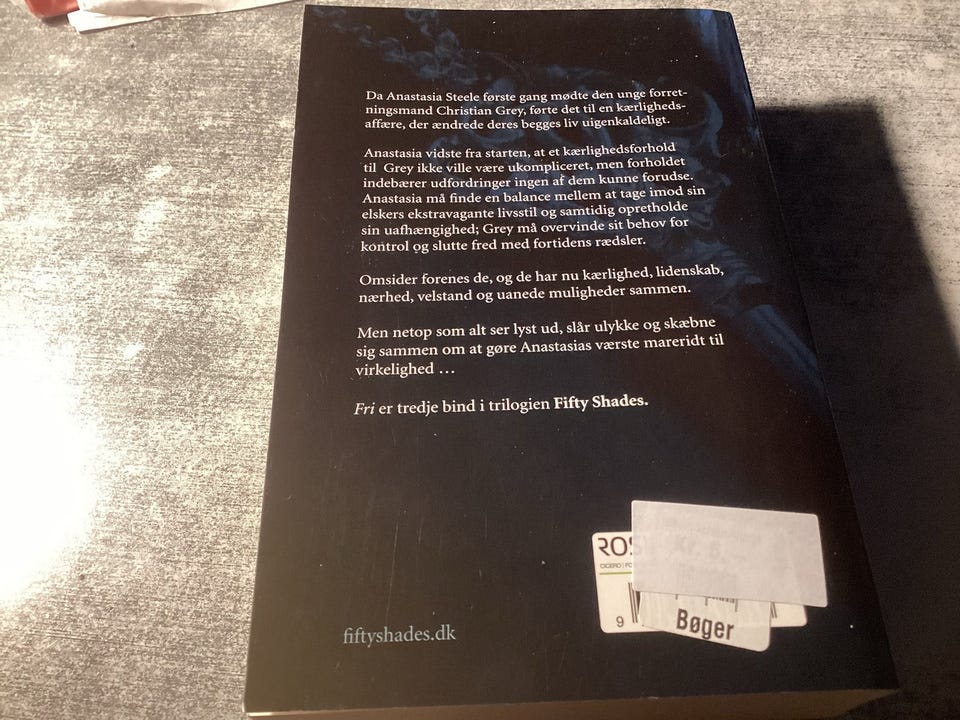 Da Anastasia Steele første gang mødte den unge forret-
ningsmand Christian Grey, førte det til en kærligheds-
affære, der ændrede deres begges liv uigenkaldeligt.
Anastasia vidste fra starten, at et kærlighedsforhold
til Grey ikke ville være ukompliceret, men forholdet
indebærer udfordringer ingen af dem kunne forudse.
Anastasia må finde en balance mellem at tage imod sin
elskers ekstravagante livsstil og samtidig opretholde
sin uafhængighed; Grey må overvinde sit behov for
kontrol og slutte fred med fortidens rædsler.
Omsider forenes de, og de har nu kærlighed, lidenskab,
nærhed, velstand og uanede muligheder sammen.
Men netop som alt ser lyst ud, slår ulykke og skæbne
sig sammen om at gøre Anastasias værste mareridt til
virkelighed ...
Fri er tredje bind i trilogien Fifty Shades.
ROS
CICERO
9
Bøger
fiftyshades.dk